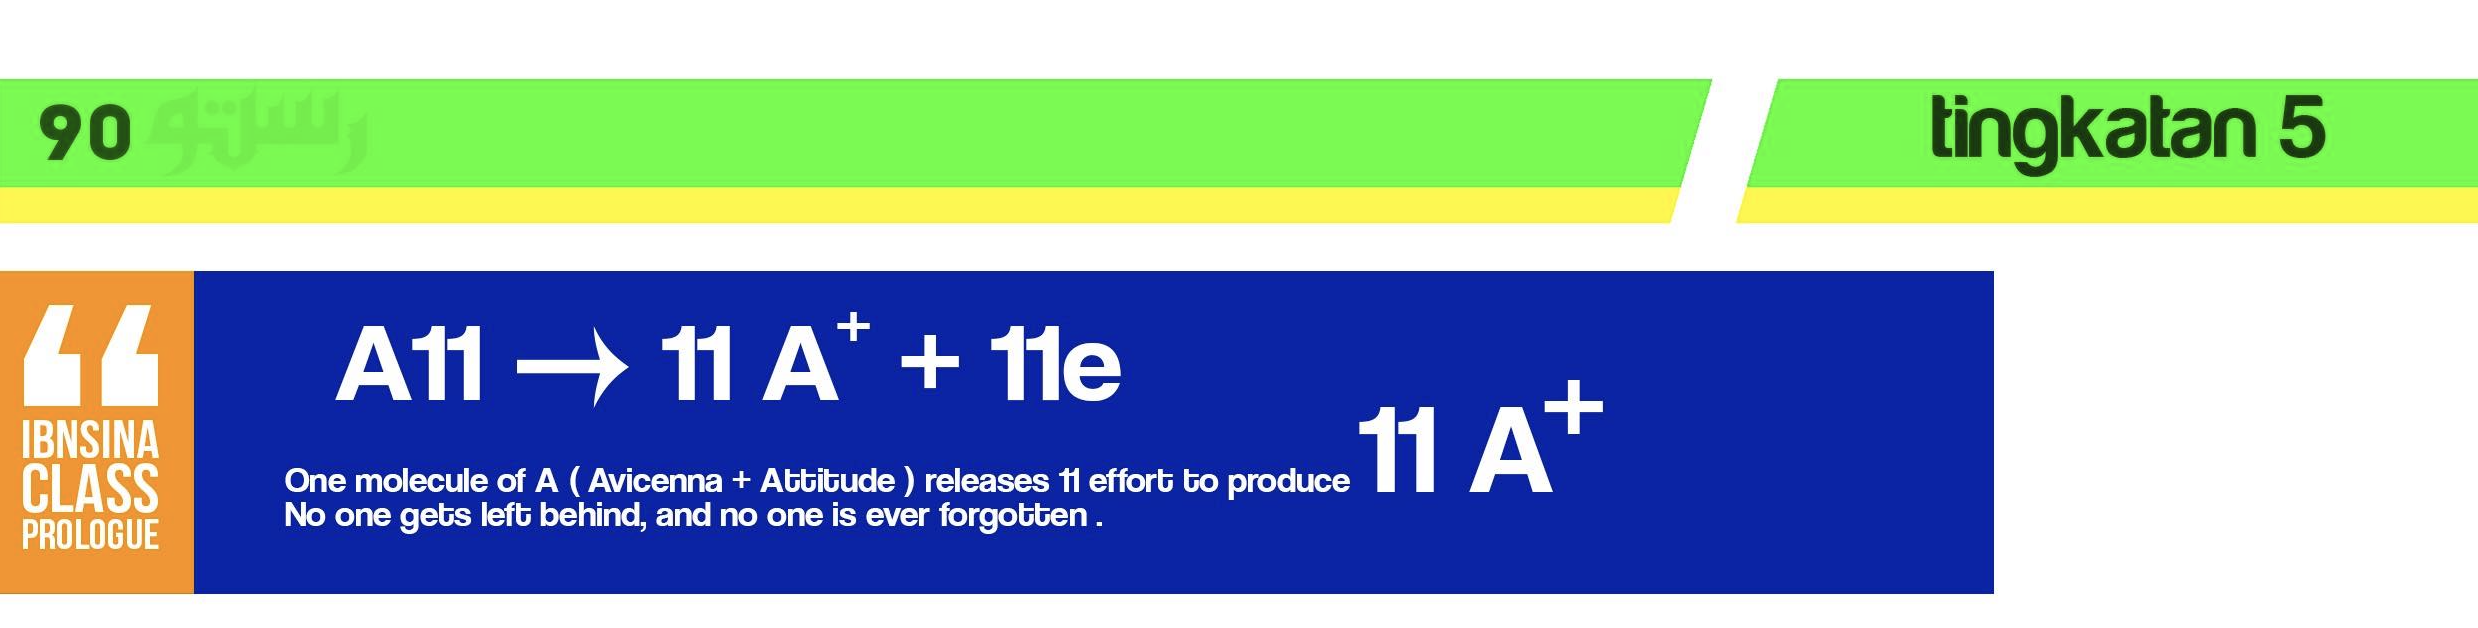 90 رستو
tingkatan 5
“
IBNSINA
CLASS
PROLOGUE
A11 → 11 A⁺ + 11e
One molecule of A ( Avicenna + Attitude ) releases 11 effort to produce 11 A⁺
No one gets left behind, and no one is ever forgotten .